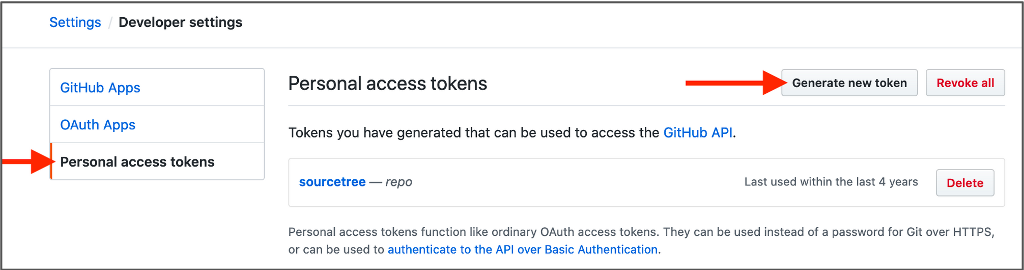 Settings / Developer settings
GitHub Apps
OAuth Apps
Personal access tokens
Personal access tokens
Generate new token
Revoke all
Tokens you have generated that can be used to access the GitHub API.
sourcetree — repo
Last used within the last 4 years
Delete
Personal access tokens function like ordinary OAuth access tokens. They can be used instead of a password for Git over HTTPS,
or can be used to authenticate to the API over Basic Authentication.